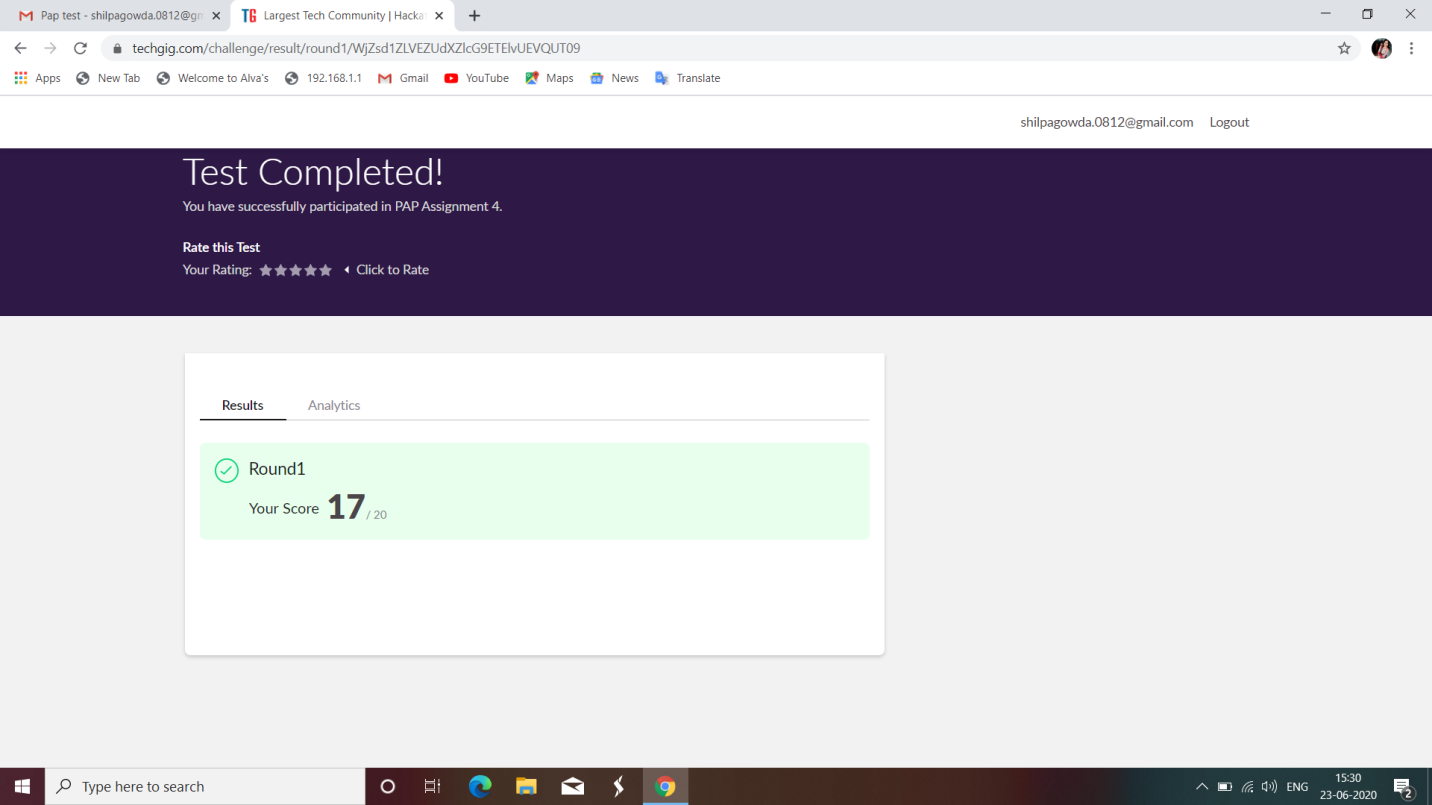 Pap test - shilpagowda.0812@gm
TG Largest Tech Community | Hacka
techgig.com/challenge/result/round1/WjZsd1ZLVEZUdXZlcG9ETElvUEVQUT09
Apps New Tab Welcome to Alva's 192.168.1.1 Gmail YouTube Maps News Translate
shilpagowda.0812@gmail.com Logout
Test Completed!
You have successfully participated in PAP Assignment 4.
Rate this Test
Your Rating: Click to Rate
Results Analytics
Round1
Your Score 17 / 20
Type here to search
ENG
15:30
23-06-2020
2